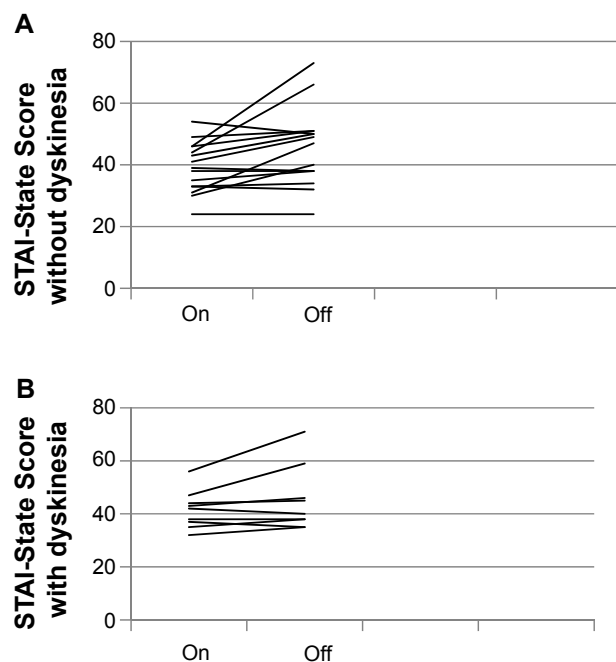 A
STAI-State Score
without dyskinesia
80
60
40
20
0
On Off
B
STAI-State Score
with dyskinesia
80
60
40
20
0
On Off